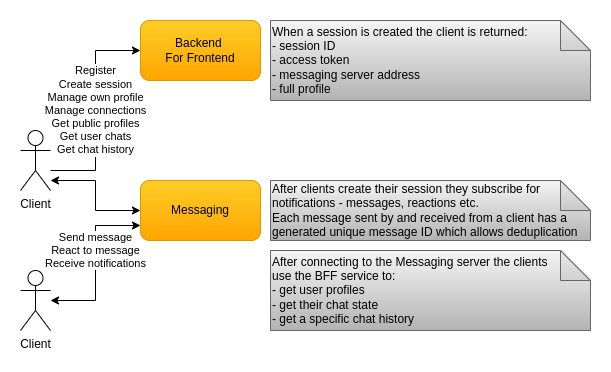 Backend
For Frontend
When a session is created the client is returned:
- session ID
- access token
- messaging server address
- full profile
Register
Create session
Manage own profile
Manage connections
Get public profiles
Get user chats
Get chat history
Client
Messaging
After clients create their session they subscribe for
notifications - messages, reactions etc.
Each message sent by and received from a client has a
generated unique message ID which allows deduplication
Send message
React to message
Receive notifications
Client
After connecting to the Messaging server the clients
use the BFF service to:
- get user profiles
- get their chat state
- get a specific chat history